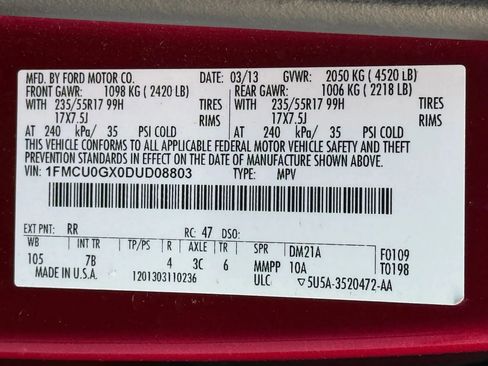 MFD. BY FORD MOTOR CO. DATE: 03/13 GVWR: 2050 KG (4520 LB)
FRONT GAWR: 1098 KG (2420 LB) REAR GAWR: 1006 KG (2218 LB)
WITH 235/55R17 99H TIRES WITH 235/55R17 99H TIRES
17X7.5J RIMS 17X7.5J RIMS
AT 240 kPa/ 35 PSI COLD AT 240 kPa/ 35 PSI COLD
THIS VEHICLE CONFORMS TO ALL APPLICABLE FEDERAL MOTOR VEHICLE SAFETY AND THEFT
PREVENTION STANDARDS IN EFFECT ON THE DATE OF MANUFACTURE SHOWN ABOVE.
VIN: 1FMCU0GX0DUD08803 TYPE: MPV
EXT PNT: RR RC: 47 DSO:
WB INT TR TP/PS R AXLE TR SPR DM21A F0109
105 7B 4 3C 6 MMPP 10A T0198
MADE IN U.S.A. 1201303110236 ULC ▽5U5A-3520472-AA